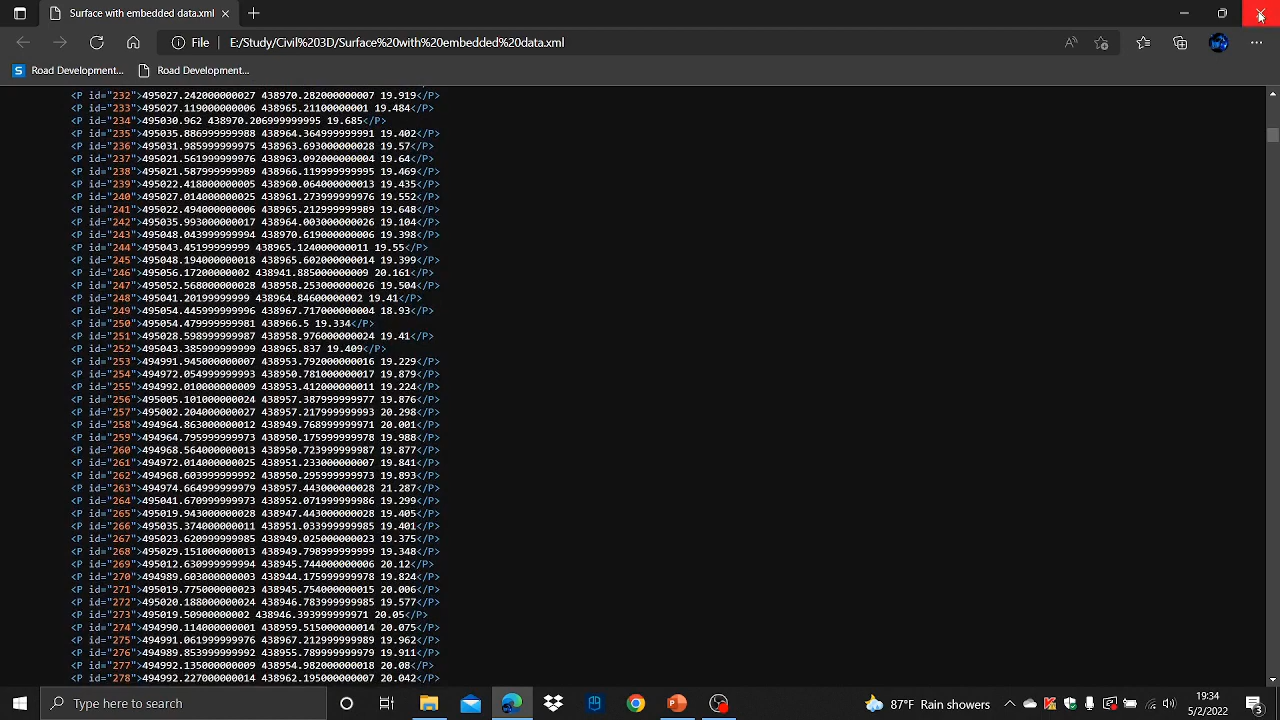 Surface with embedded data.xml
File E:/Study/Civil%203D/Surface%20with%20embedded%20data.xml
Road Development... Road Development...
<P id="232">495027.242000000027 438970.282000000007 19.919</P>
<P id="233">495027.119000000006 438965.21100000001 19.484</P>
<P id="234">495030.962 438970.206999999995 19.685</P>
<P id="235">495035.886999999988 438964.364999999991 19.402</P>
<P id="236">495031.985999999975 438963.693000000028 19.57</P>
<P id="237">495021.561999999976 438963.092000000004 19.64</P>
<P id="238">495021.587999999989 438966.119999999995 19.469</P>
<P id="239">495022.418000000005 438960.064000000013 19.435</P>
<P id="240">495027.014000000025 438961.273999999976 19.552</P>
<P id="241">495022.494000000006 438965.212999999989 19.648</P>
<P id="242">495035.993000000017 438964.003000000026 19.104</P>
<P id="243">495048.043999999994 438970.619000000006 19.398</P>
<P id="244">495043.45199999999 438965.124000000011 19.55</P>
<P id="245">495048.194000000018 438965.602000000014 19.399</P>
<P id="246">495056.172000000002 438941.885000000009 20.161</P>
<P id="247">495052.568000000028 438958.253000000026 19.504</P>
<P id="248">495041.20199999999 438964.84600000002 19.41</P>
<P id="249">495054.445999999996 438967.717000000004 18.93</P>
<P id="250">495054.479999999981 438966.5 19.334</P>
<P id="251">495028.598999999987 438958.976000000024 19.41</P>
<P id="252">495043.385999999999 438965.837 19.409</P>
<P id="253">494991.945000000007 438953.792000000016 19.229</P>
<P id="254">494972.054999999993 438950.781000000017 19.879</P>
<P id="255">494992.010000000009 438953.412000000011 19.224</P>
<P id="256">495005.101000000024 438957.387999999977 19.876</P>
<P id="257">495002.204000000027 438957.217999999993 20.298</P>
<P id="258">494964.863000000012 438949.768999999971 20.001</P>
<P id="259">494964.795999999973 438950.175999999978 19.988</P>
<P id="260">494968.564000000013 438950.723999999987 19.877</P>
<P id="261">494972.014000000025 438951.233000000007 19.841</P>
<P id="262">494968.603999999992 438950.295999999973 19.893</P>
<P id="263">494974.664999999979 438957.443000000028 21.287</P>
<P id="264">495041.670999999973 438952.071999999986 19.299</P>
<P id="265">495019.943000000028 438947.443000000028 19.405</P>
<P id="266">495035.374000000011 438951.033999999985 19.401</P>
<P id="267">495023.620999999985 438949.025000000023 19.375</P>
<P id="268">495029.151000000013 438949.798999999999 19.348</P>
<P id="269">495012.630999999994 438945.744000000006 20.12</P>
<P id="270">494989.603000000003 438944.175999999978 19.824</P>
<P id="271">495019.775000000023 438945.754000000015 20.006</P>
<P id="272">495020.188000000024 438946.783999999985 19.577</P>
<P id="273">495019.50900000002 438946.393999999971 20.05</P>
<P id="274">494990.114000000001 438959.515000000014 20.075</P>
<P id="275">494991.061999999976 438967.212999999989 19.962</P>
<P id="276">494989.853999999992 438955.789999999979 19.911</P>
<P id="277">494992.135000000009 438954.982000000018 20.08</P>
<P id="278">494992.227000000014 438962.195000000007 20.042</P>
Type here to search
87°F Rain showers
19:34
5/2/2022
3